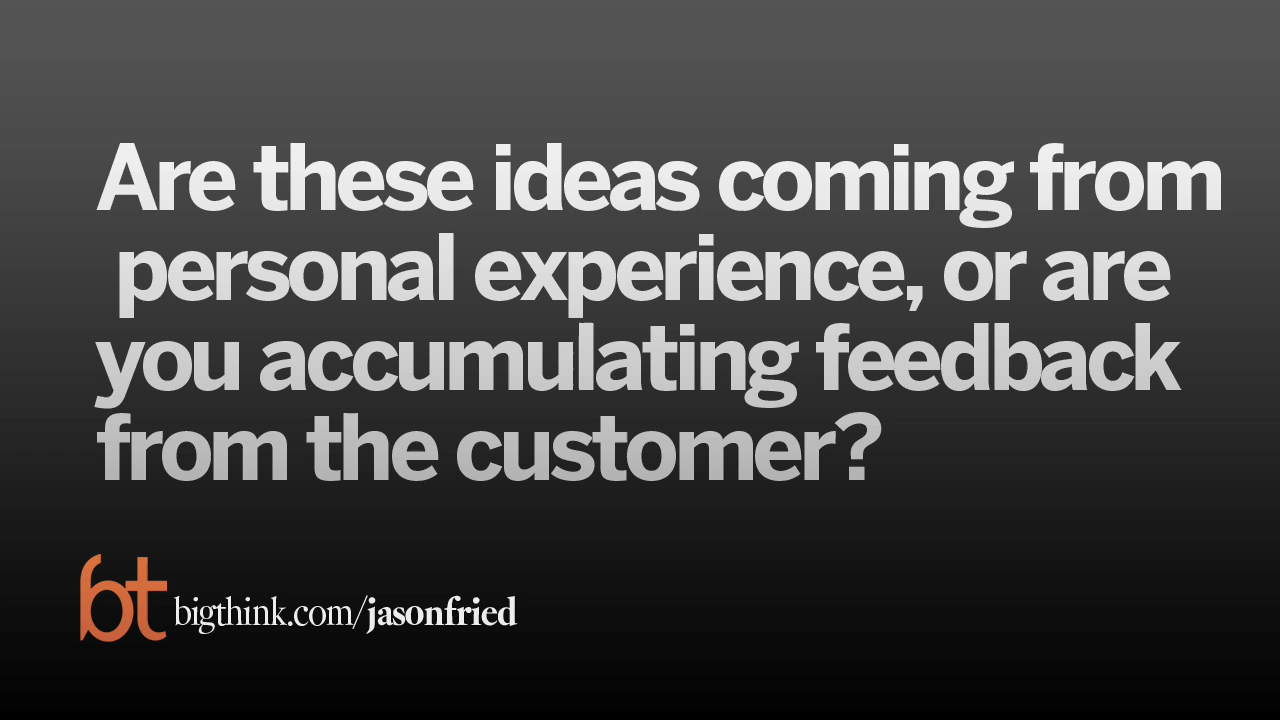 Are these ideas coming from
personal experience, or are
you accumulating feedback
from the customer?
bt bigthink.com/jasonfried